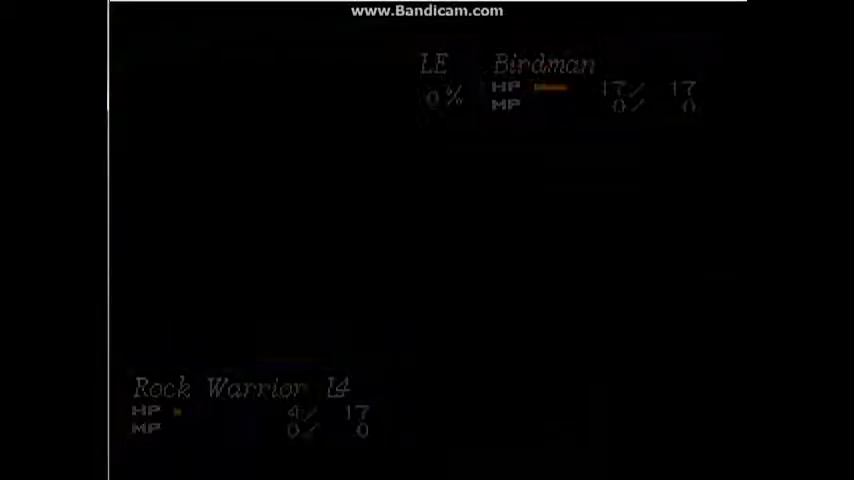 www.Bandicam.com
LE Birdman
0% HP 17/ 17
MP 0/ 0
Rock Warrior L4
HP 4/ 17
MP 0/ 0